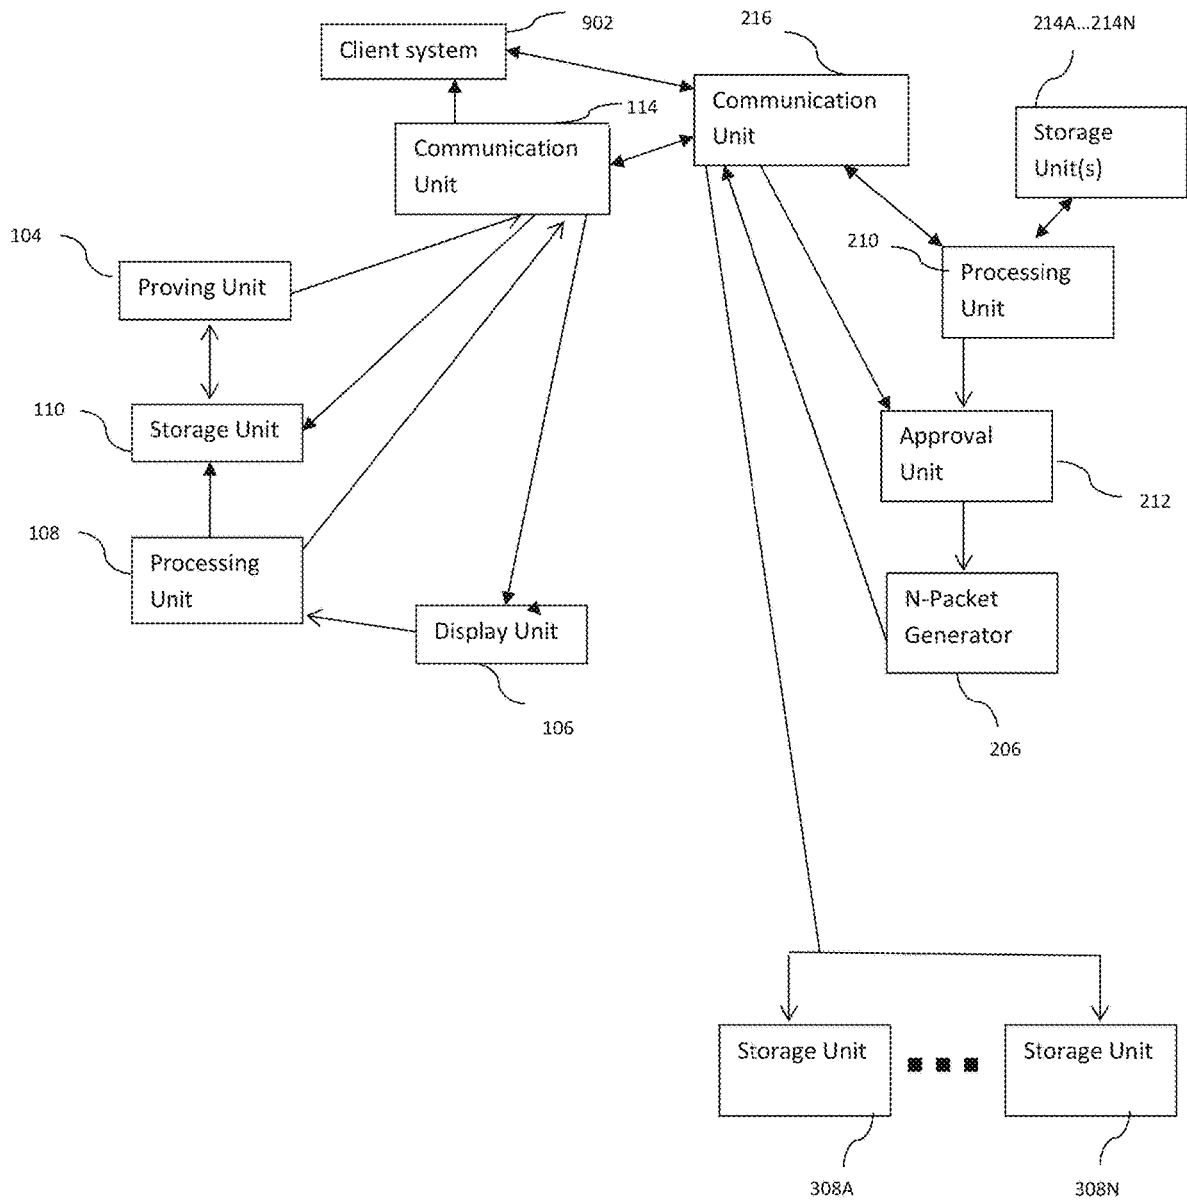 902
216
214A...214N
Client system
Communication
Unit
114
Communication
Unit
Storage
Unit(s)
104
210
Proving Unit
Processing
Unit
110
Storage Unit
Approval
Unit
212
108
Processing
Unit
N-Packet
Generator
Display Unit
106
206
Storage Unit
Storage Unit
308A
308N